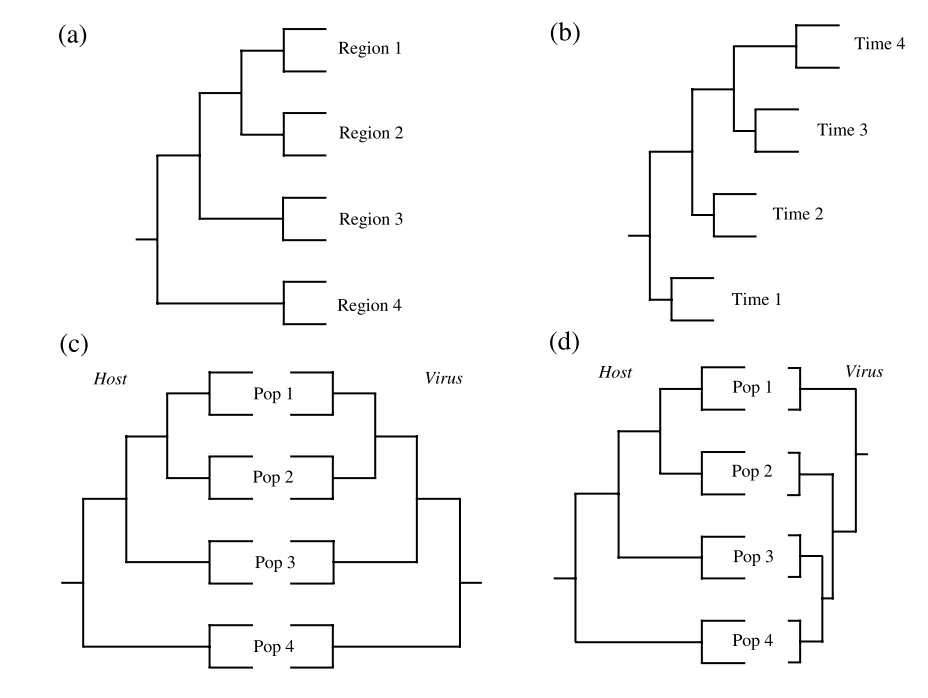 (a)
Region 1
Region 2
Region 3
Region 4
(b)
Time 4
Time 3
Time 2
Time 1
(c)
Host
Virus
Pop 1
Pop 2
Pop 3
Pop 4
(d)
Host
Virus
Pop 1
Pop 2
Pop 3
Pop 4